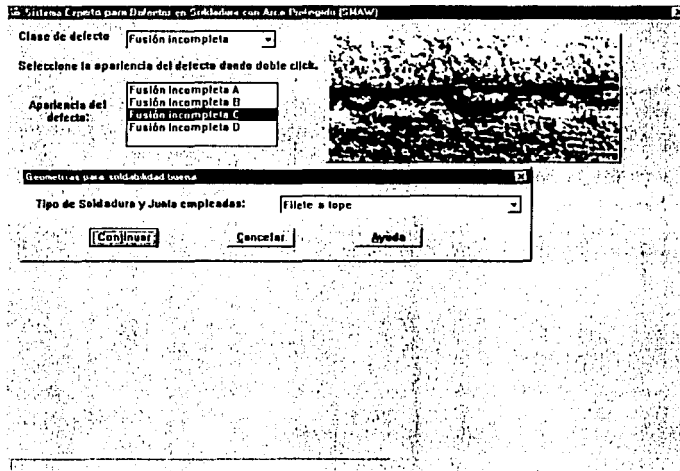 Sistema Experto para Defectos en Soldadura con Arco Protegido (SMAW)
Clase de defecto
Fusión incompleta
Seleccione la apariencia del defecto dando doble click.
Apariencia del defecto:
Fusión Incompleta A
Fusión Incompleta B
Fusión Incompleta C
Fusión Incompleta D
Geometrías para soldabilidad buena
Tipo de Soldadura y Junta empleadas:
Filete a tope
Continuar
Cancelar
Ayuda